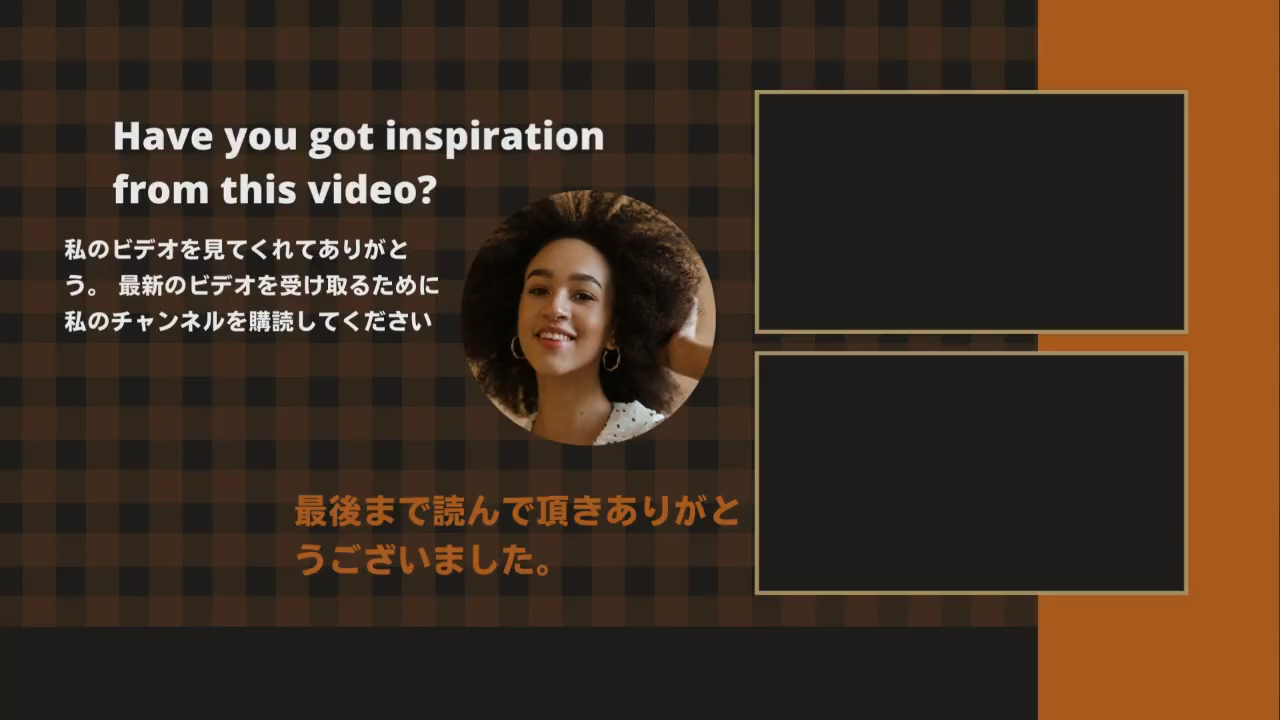 Have you got inspiration
from this video?
私のビデオを見てくれてありがと
う。 最新のビデオを受け取るために
私のチャンネルを購読してください
最後まで読んで頂きありがと
うございました。